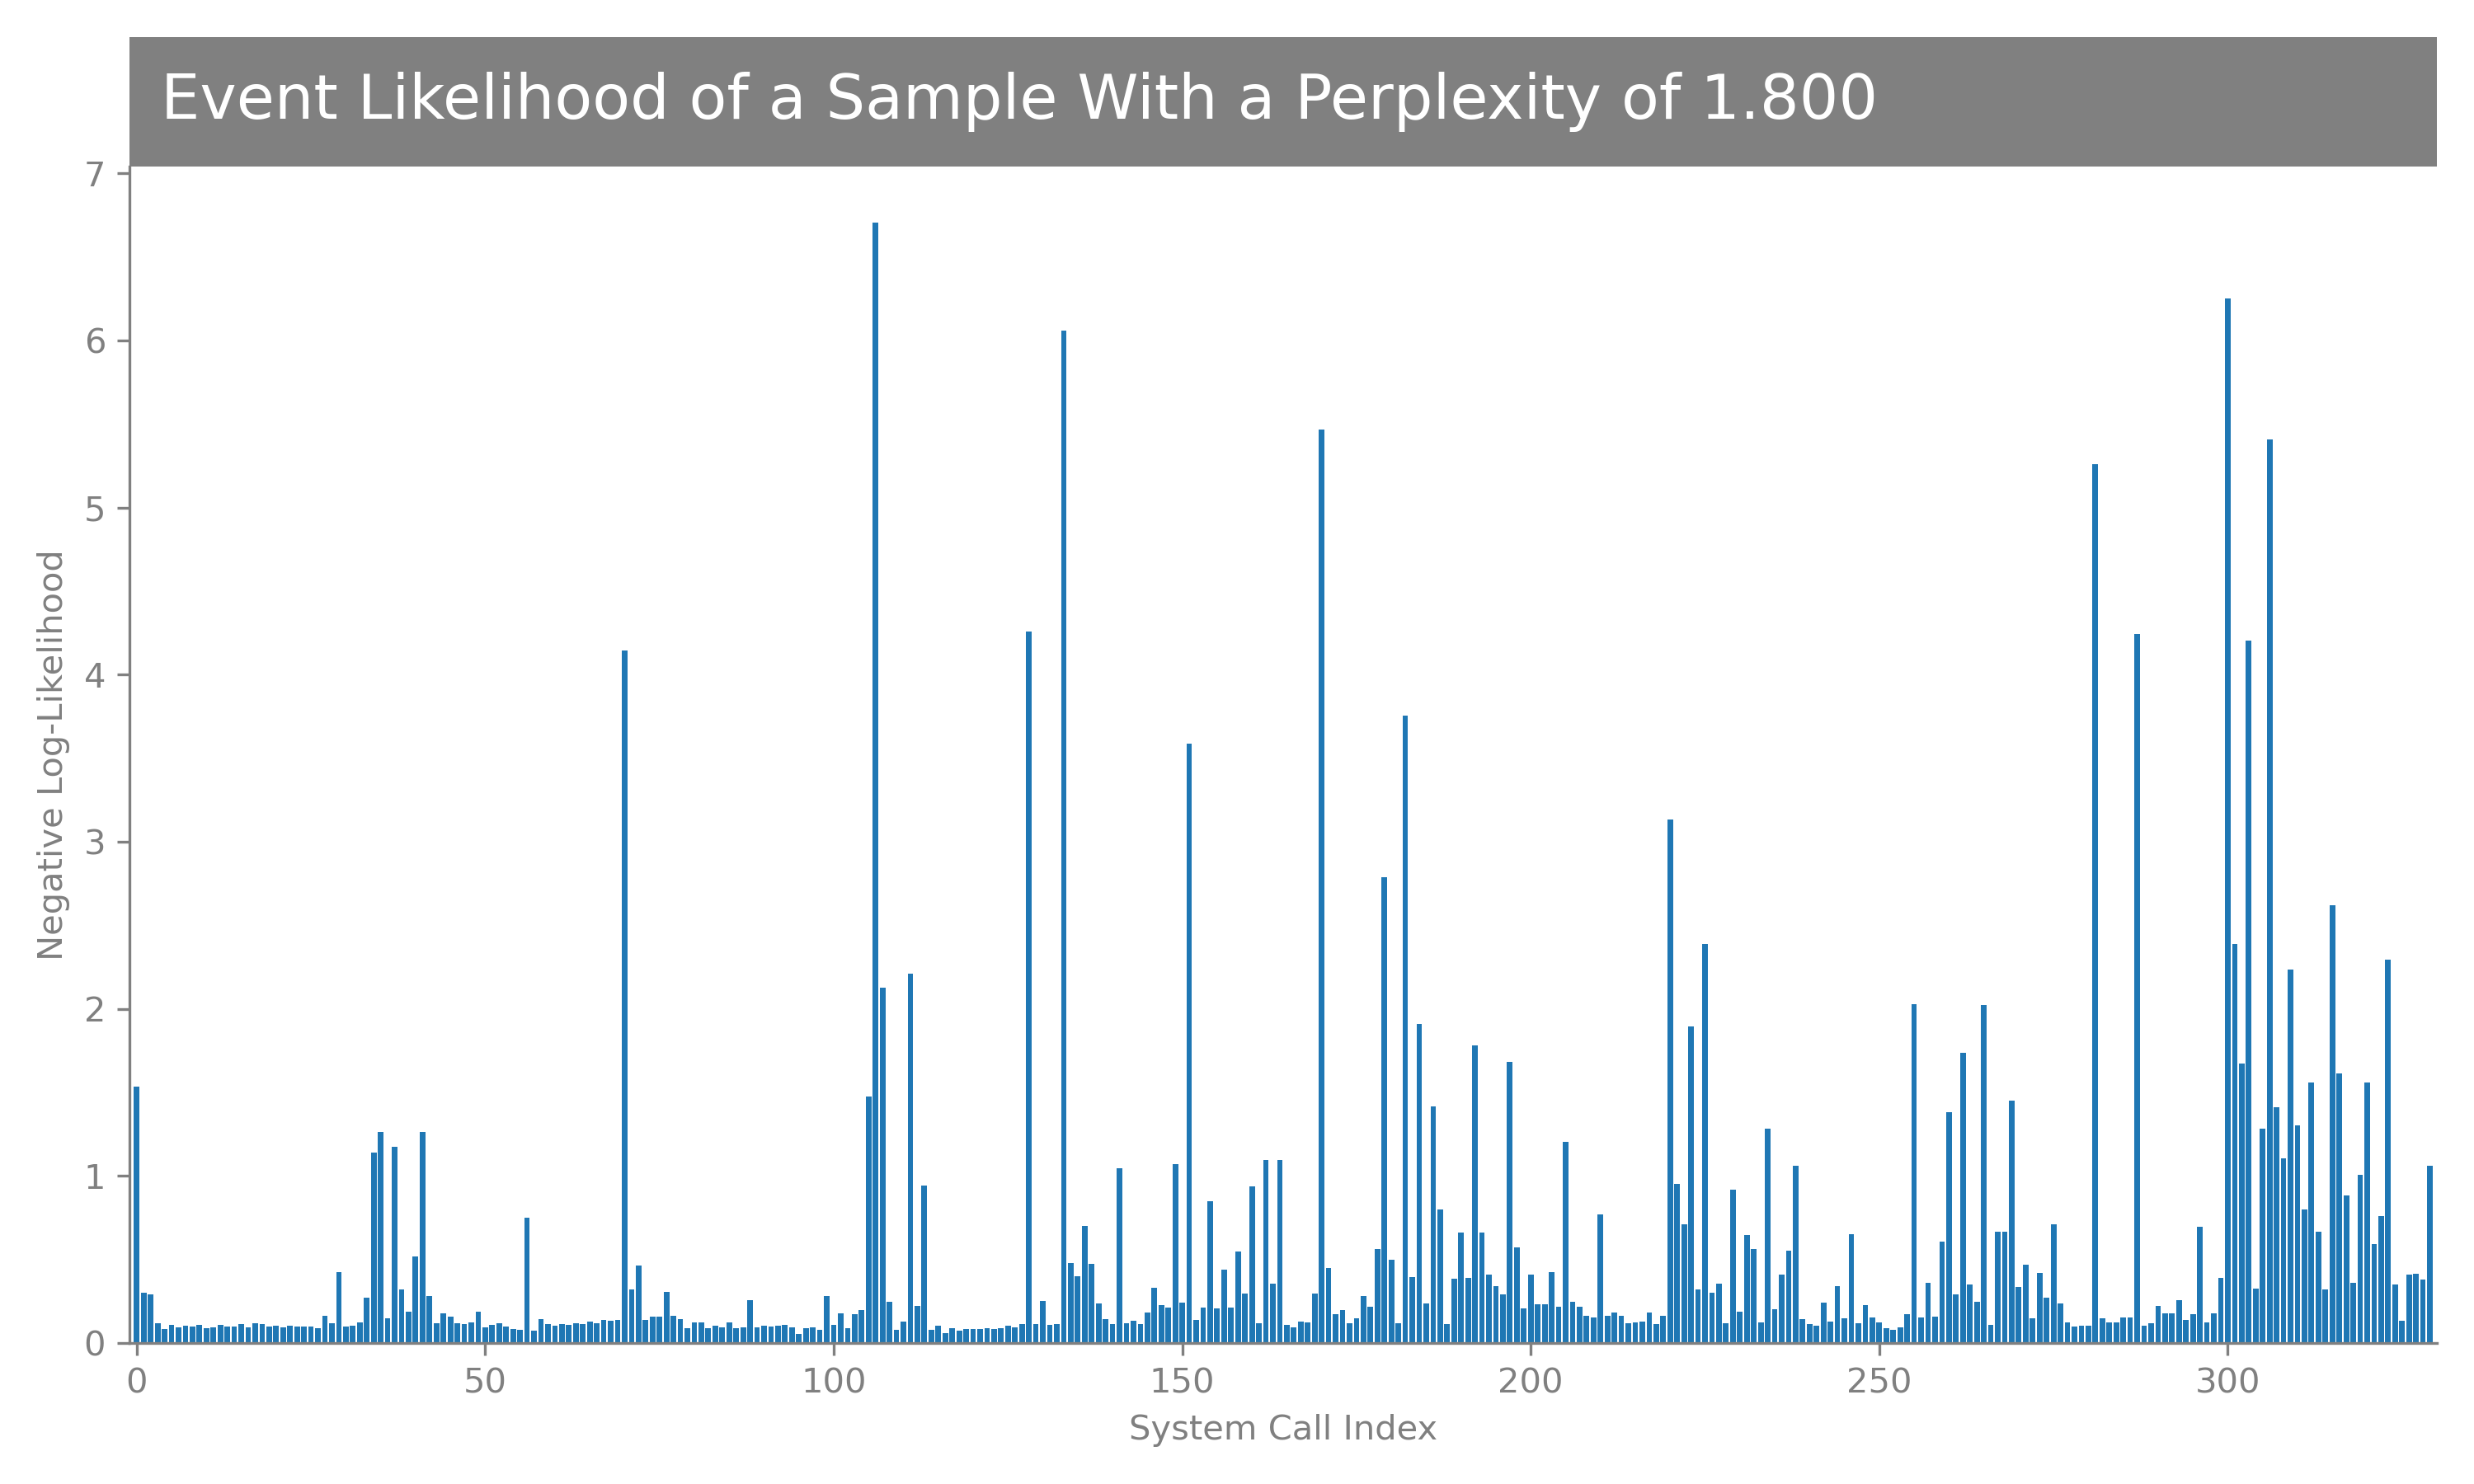 Event Likelihood of a Sample With a Perplexity of 1.800
7
6
5
4
3
2
1
0
Negative Log-Likelihood
0 50 100 150 200 250 300
System Call Index